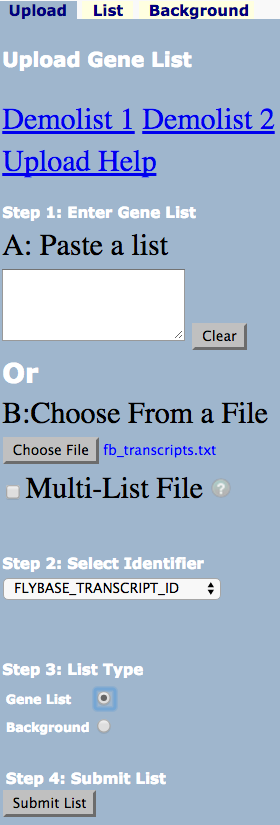 Upload List Background
Upload Gene List
Demolist 1 Demolist 2
Upload Help
Step 1: Enter Gene List
A: Paste a list
Clear
Or
B:Choose From a File
Choose File fb_transcripts.txt
Multi-List File ?
Step 2: Select Identifier
FLYBASE_TRANSCRIPT_ID
Step 3: List Type
Gene List
Background
Step 4: Submit List
Submit List